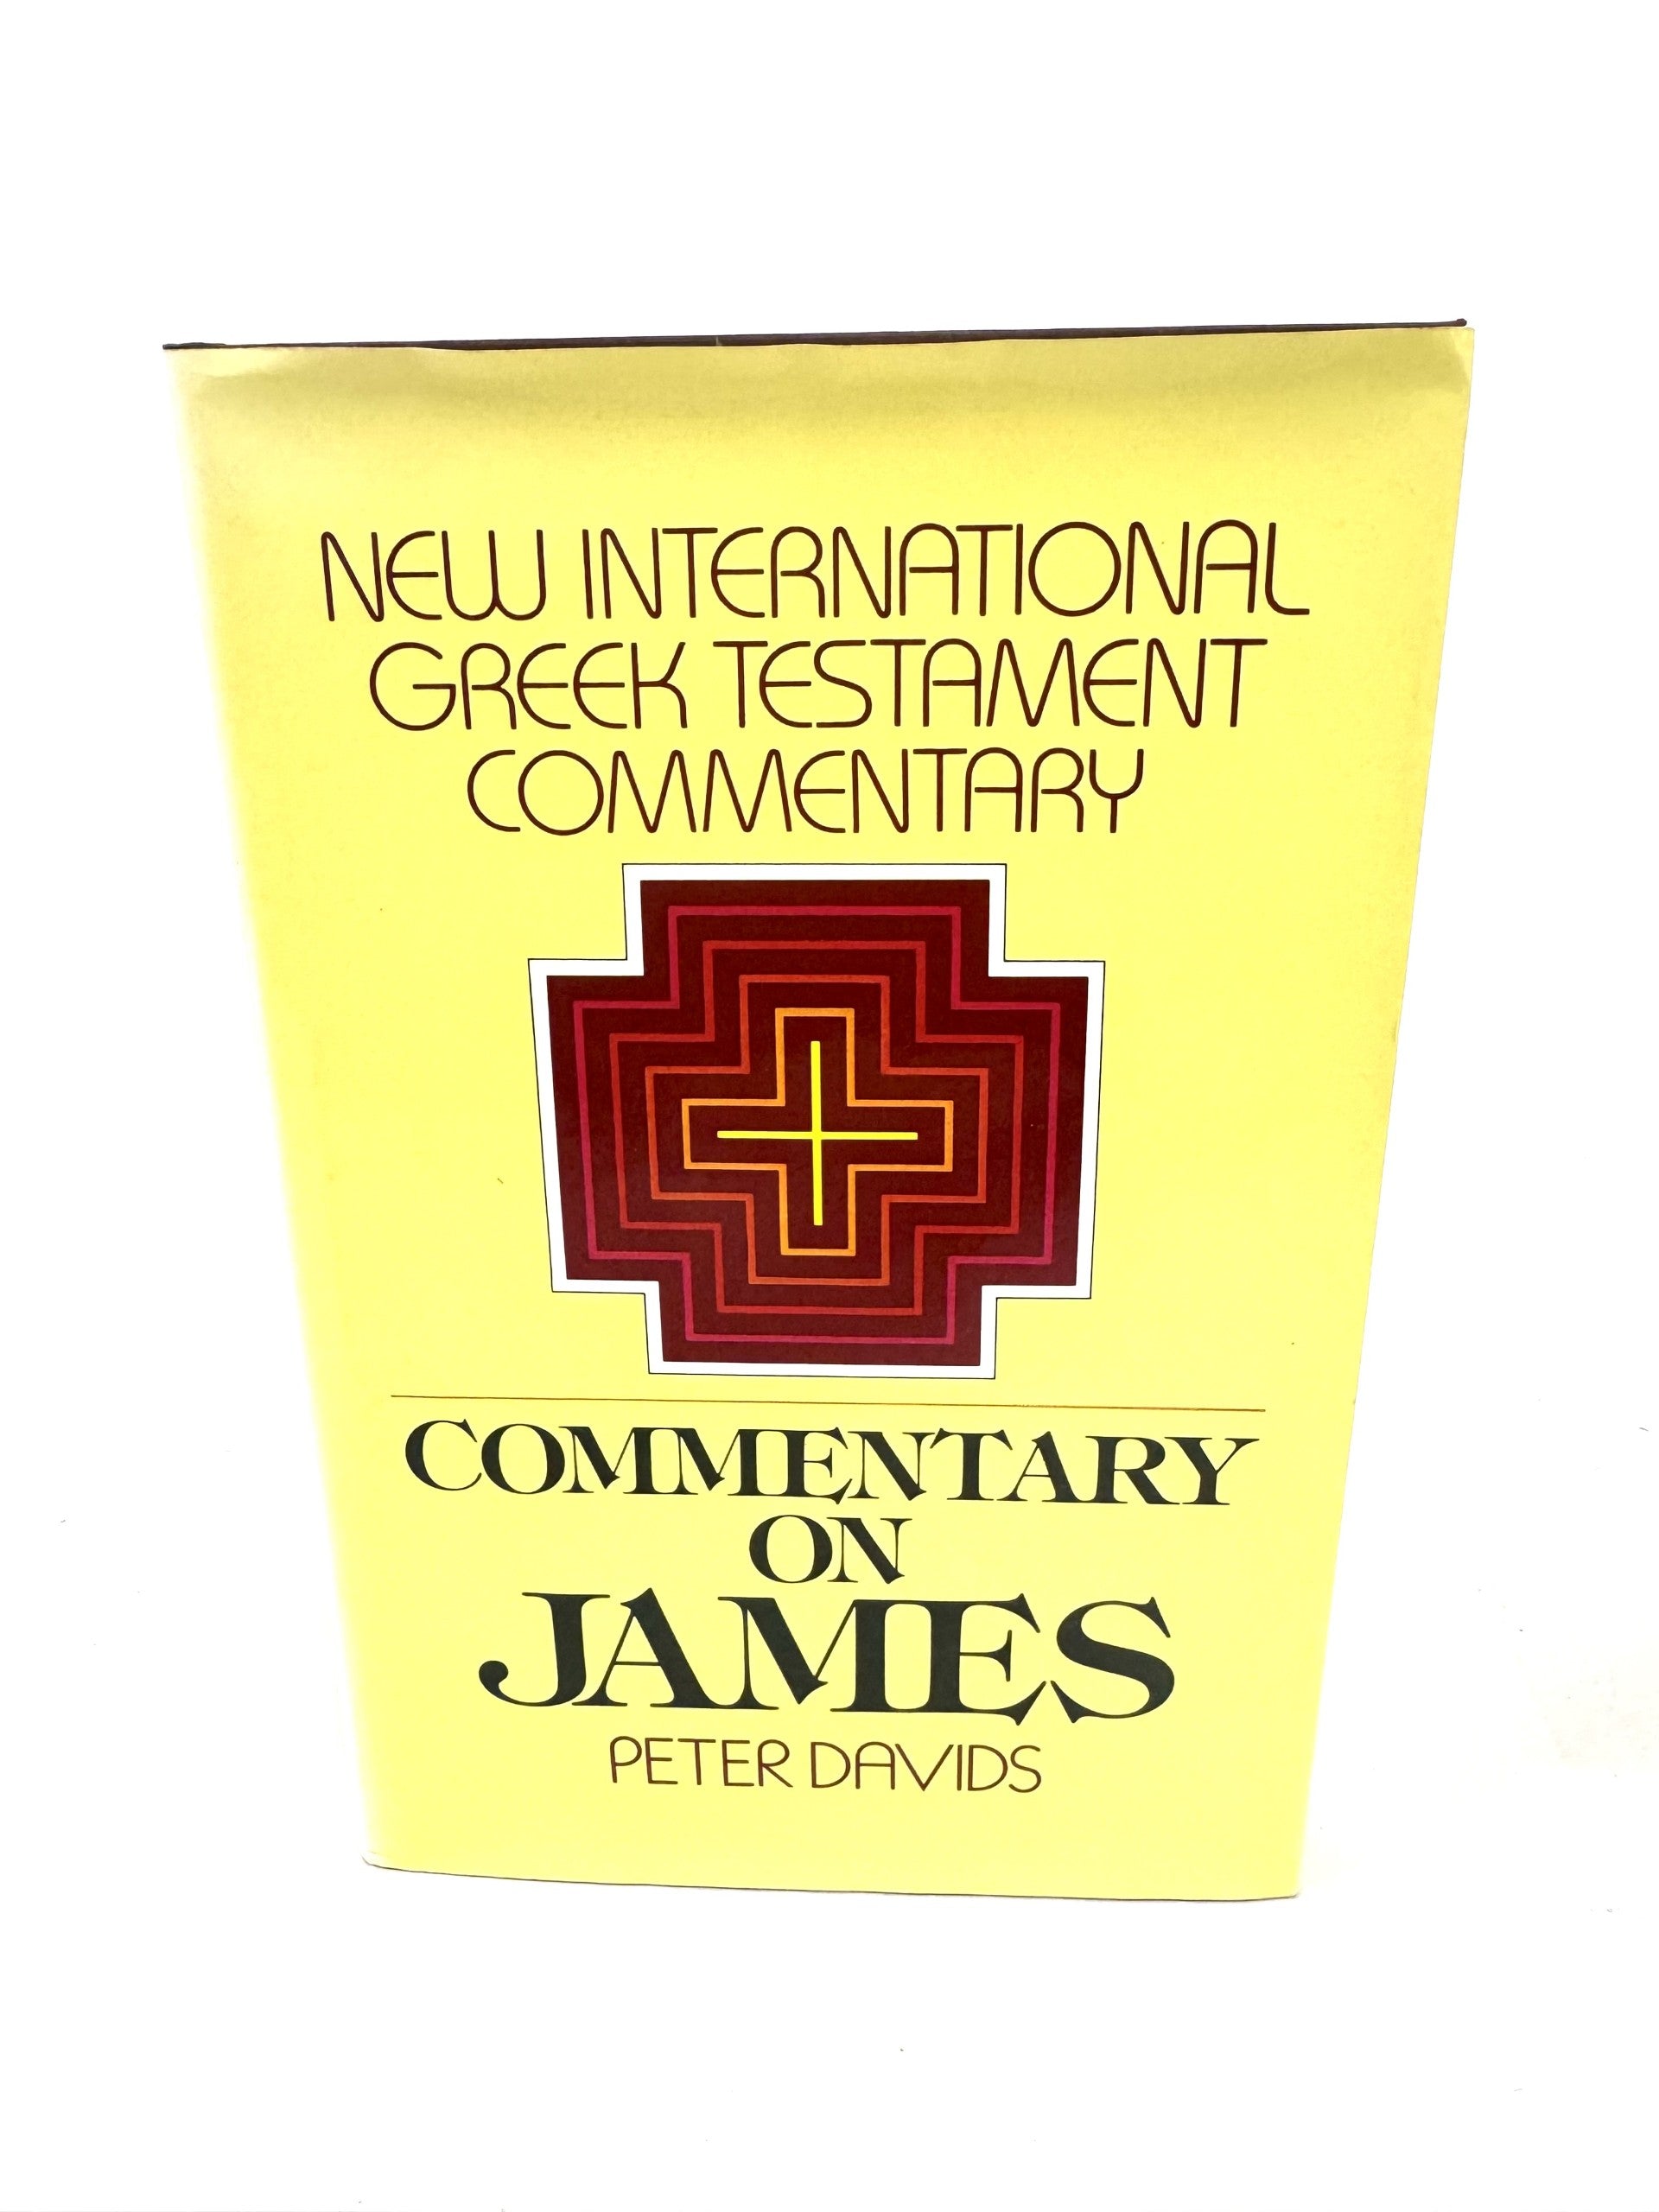 NEW INTERNATIONAL
GREEK TESTAMENT
COMMENTARY
COMMENTARY
ON
JAMES
PETER DAVIDS